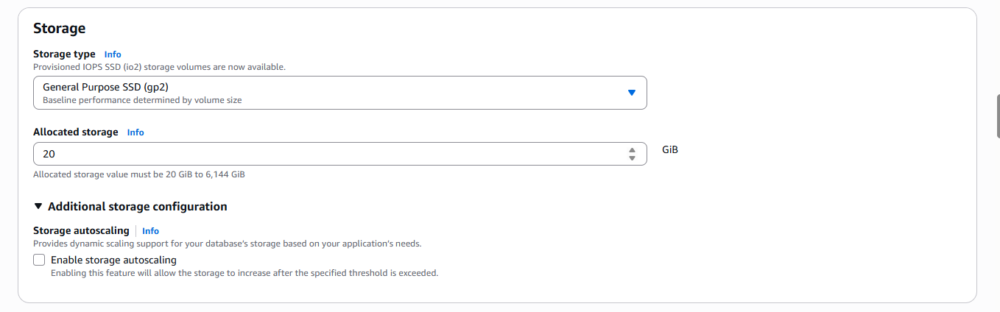 Storage
Storage type Info
Provisioned IOPS SSD (io2) storage volumes are now available.
General Purpose SSD (gp2)
Baseline performance determined by volume size
Allocated storage Info
20
GiB
Allocated storage value must be 20 GiB to 6,144 GiB
Additional storage configuration
Storage autoscaling Info
Provides dynamic scaling support for your database's storage based on your application's needs.
Enable storage autoscaling
Enabling this feature will allow the storage to increase after the specified threshold is exceeded.